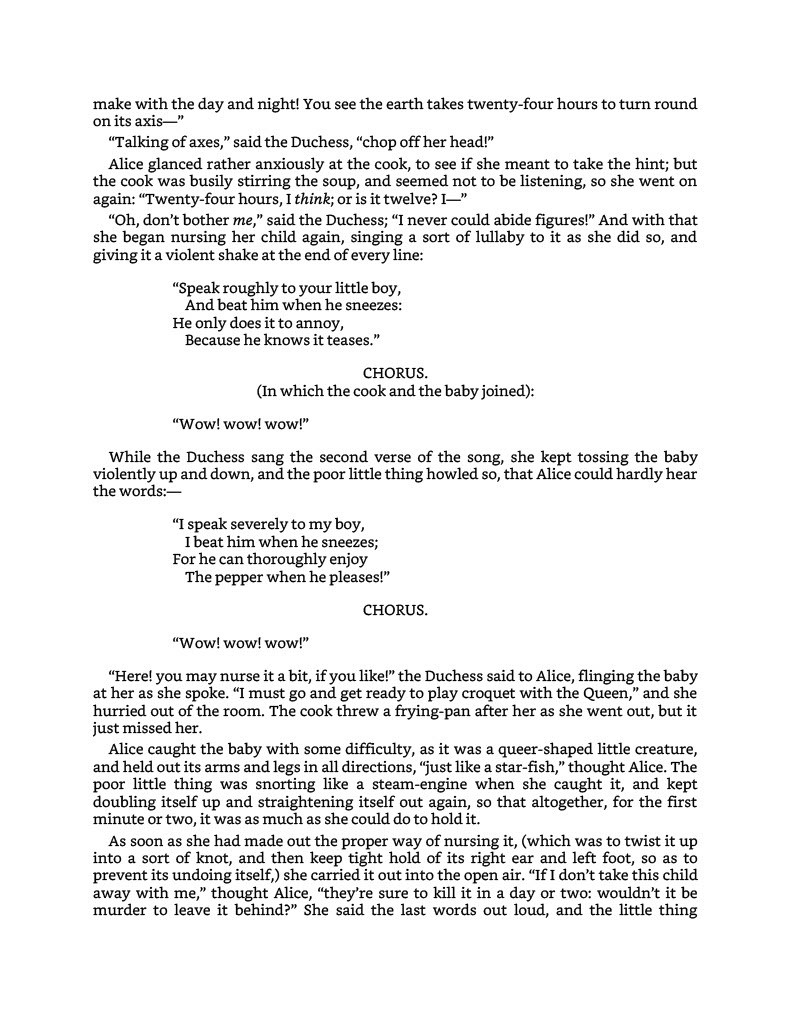 make with the day and night! You see the earth takes twenty-four hours to turn round
on its axis—”
“Talking of axes,” said the Duchess, “chop off her head!”
Alice glanced rather anxiously at the cook, to see if she meant to take the hint; but
the cook was busily stirring the soup, and seemed not to be listening, so she went on
again: “Twenty-four hours, I think; or is it twelve? I—”
“Oh, don’t bother me,” said the Duchess; “I never could abide figures!” And with that
she began nursing her child again, singing a sort of lullaby to it as she did so, and
giving it a violent shake at the end of every line:
“Speak roughly to your little boy,
And beat him when he sneezes:
He only does it to annoy,
Because he knows it teases.”
CHORUS.
(In which the cook and the baby joined):
“Wow! wow! wow!”
While the Duchess sang the second verse of the song, she kept tossing the baby
violently up and down, and the poor little thing howled so, that Alice could hardly hear
the words:—
“I speak severely to my boy,
I beat him when he sneezes;
For he can thoroughly enjoy
The pepper when he pleases!”
CHORUS.
“Wow! wow! wow!”
“Here! you may nurse it a bit, if you like!” the Duchess said to Alice, flinging the baby
at her as she spoke. “I must go and get ready to play croquet with the Queen,” and she
hurried out of the room. The cook threw a frying-pan after her as she went out, but it
just missed her.
Alice caught the baby with some difficulty, as it was a queer-shaped little creature,
and held out its arms and legs in all directions, “just like a star-fish,” thought Alice. The
poor little thing was snorting like a steam-engine when she caught it, and kept
doubling itself up and straightening itself out again, so that altogether, for the first
minute or two, it was as much as she could do to hold it.
As soon as she had made out the proper way of nursing it, (which was to twist it up
into a sort of knot, and then keep tight hold of its right ear and left foot, so as to
prevent its undoing itself,) she carried it out into the open air. “If I don’t take this child
away with me,” thought Alice, “they’re sure to kill it in a day or two: wouldn’t it be
murder to leave it behind?” She said the last words out loud, and the little thing